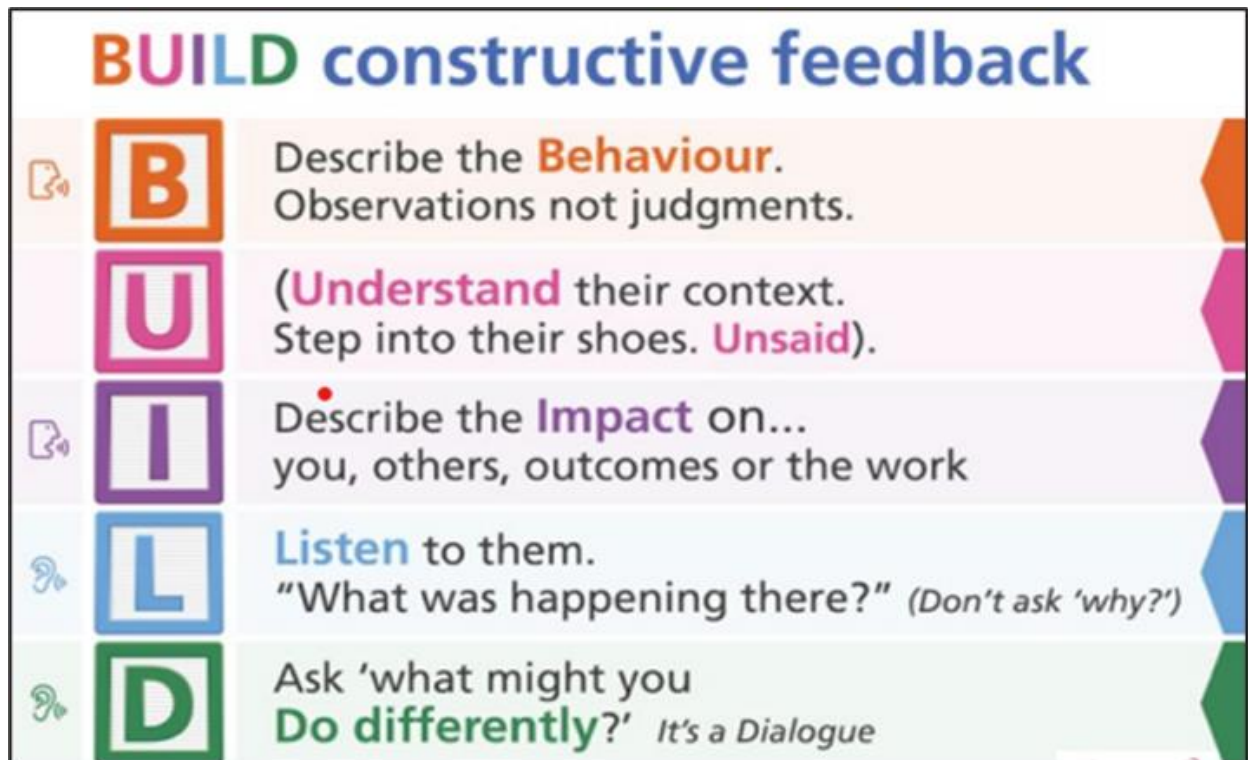 BUILD constructive feedback
B
Describe the Behaviour.
Observations not judgments.
U
(Understand their context.
Step into their shoes. Unsaid).
I
Describe the Impact on...
you, others, outcomes or the work
L
Listen to them.
“What was happening there?” (Don’t ask ‘why?’)
D
Ask ‘what might you
Do differently?’ It’s a Dialogue